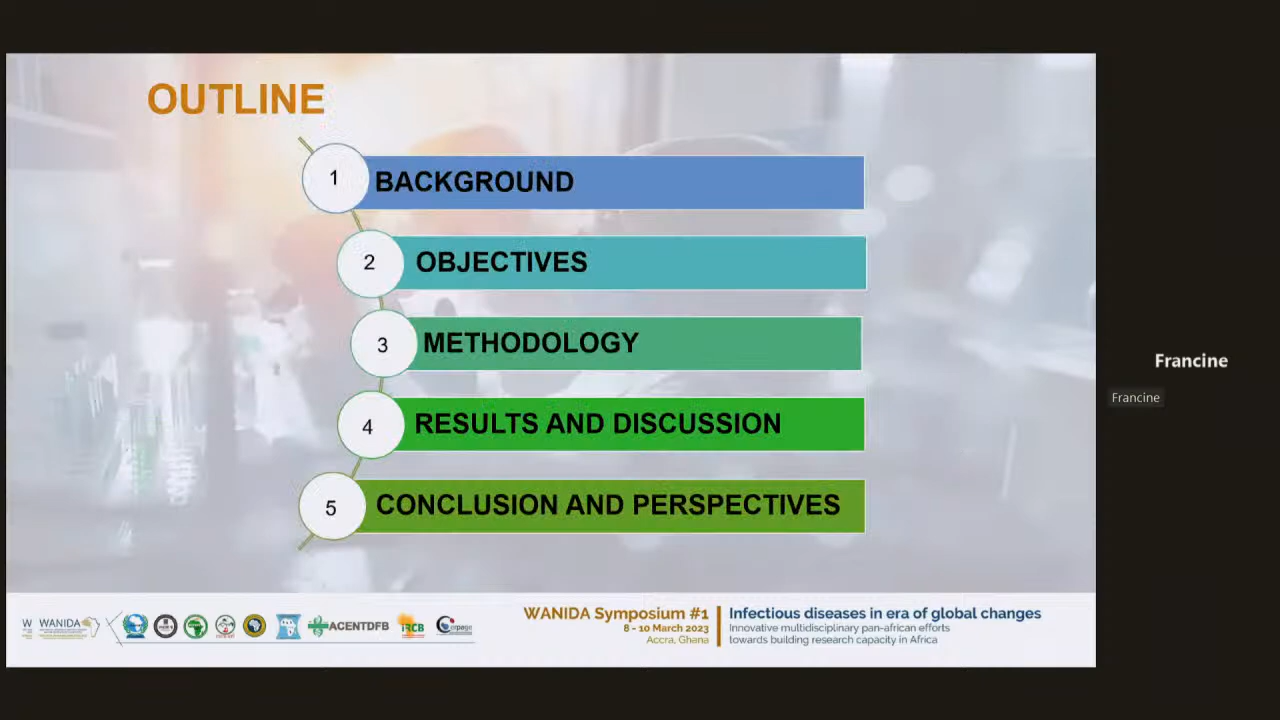 OUTLINE
1 BACKGROUND
2 OBJECTIVES
3 METHODOLOGY
4 RESULTS AND DISCUSSION
5 CONCLUSION AND PERSPECTIVES
Francine
Francine
W WANIDA
ACENTDFB
IRCB
WANIDA Symposium #1
8 - 10 March 2023
Accra, Ghana
Infectious diseases in era of global changes
Innovative multidisciplinary pan-african efforts
towards building research capacity in Africa